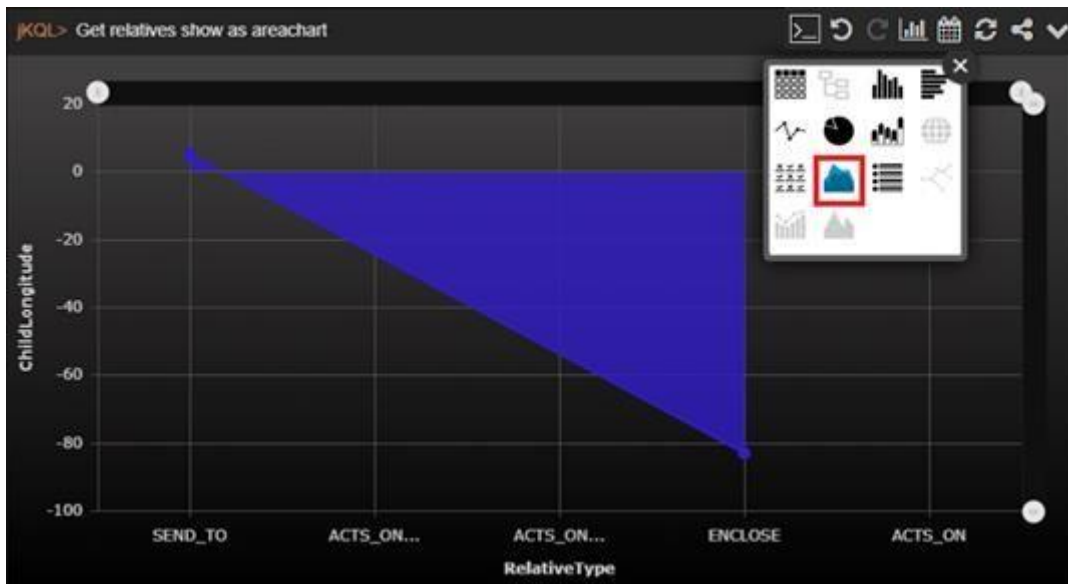 jKQL> Get relatives show as areachart
20
0
-20
-40
-60
-80
-100
ChildLongitude
SEND_TO ACTS_ON... ACTS_ON... ENCLOSE ACTS_ON
RelativeType